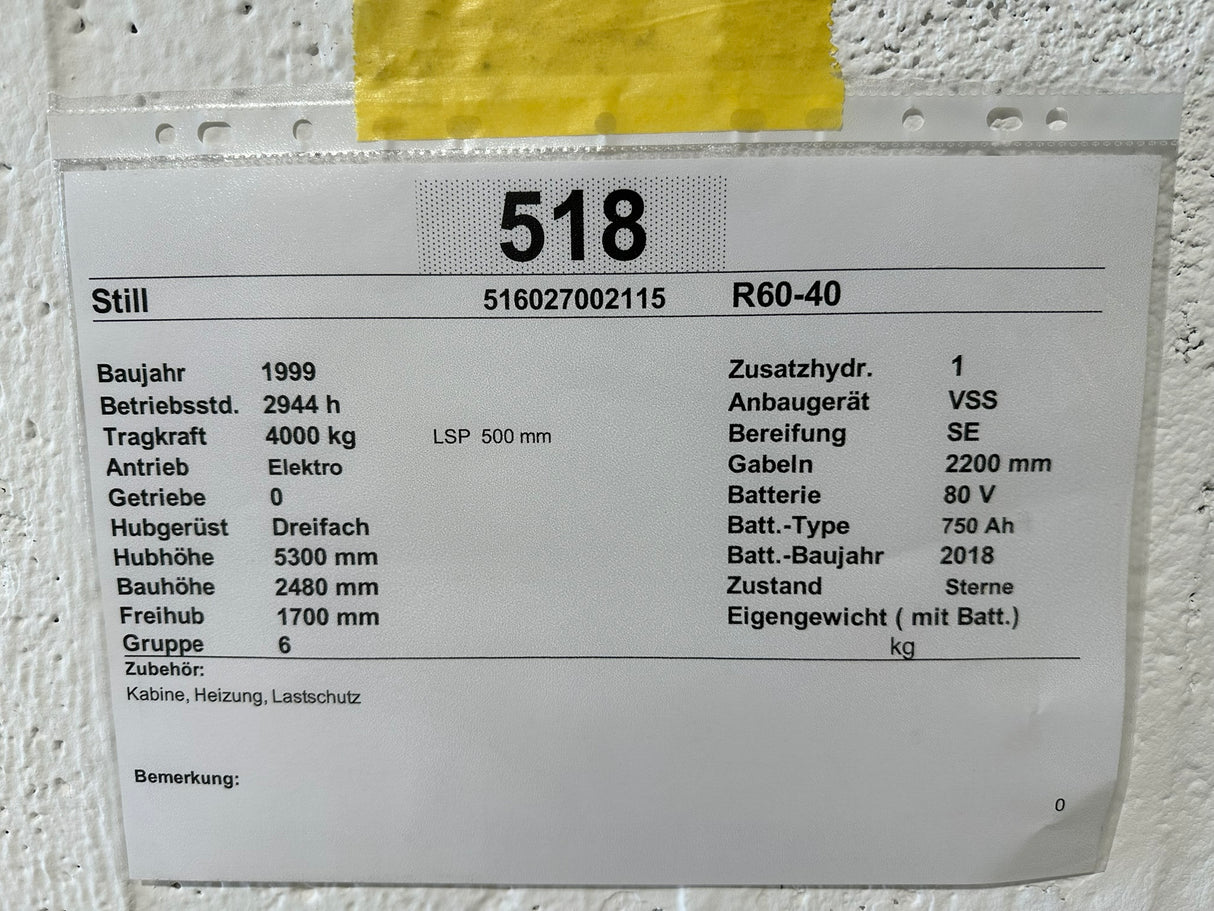 518
Still 516027002115 R60-40
Baujahr 1999 Zusatzhydr. 1
Betriebsstd. 2944 h Anbaugerät VSS
Tragkraft 4000 kg LSP 500 mm Bereifung SE
Antrieb Elektro Gabeln 2200 mm
Getriebe 0 Batterie 80 V
Hubgerüst Dreifach Batt.-Type 750 Ah
Hubhöhe 5300 mm Batt.-Baujahr 2018
Bauhöhe 2480 mm Zustand Sterne
Freihub 1700 mm Eigengewicht ( mit Batt.)
Gruppe 6 kg
Zubehör:
Kabine, Heizung, Lastschutz
Bemerkung:
0